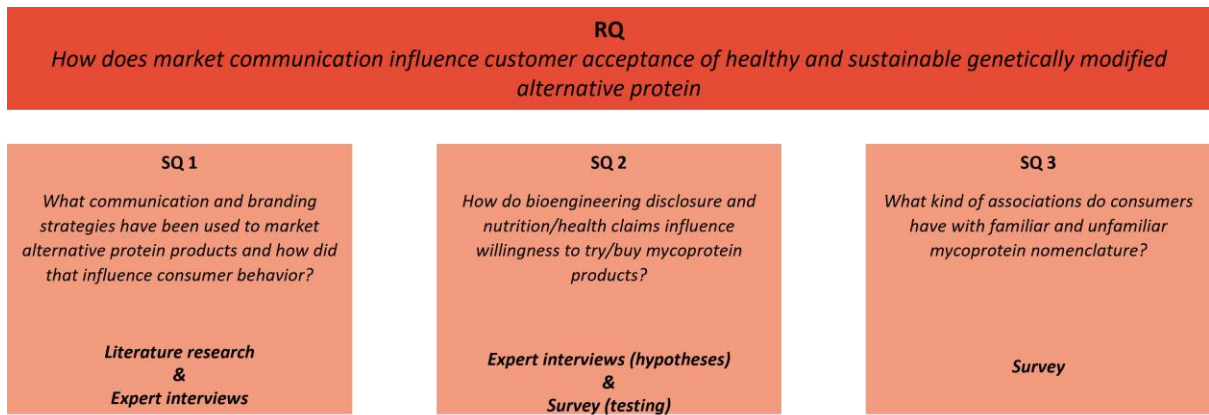 RQ
How does market communication influence customer acceptance of healthy and sustainable genetically modified
alternative protein
SQ 1
What communication and branding
strategies have been used to market
alternative protein products and how did
that influence consumer behavior?
Literature research
&
Expert interviews
SQ 2
How do bioengineering disclosure and
nutrition/health claims influence
willingness to try/buy mycoprotein
products?
Expert interviews (hypotheses)
&
Survey (testing)
SQ 3
What kind of associations do consumers
have with familiar and unfamiliar
mycoprotein nomenclature?
Survey